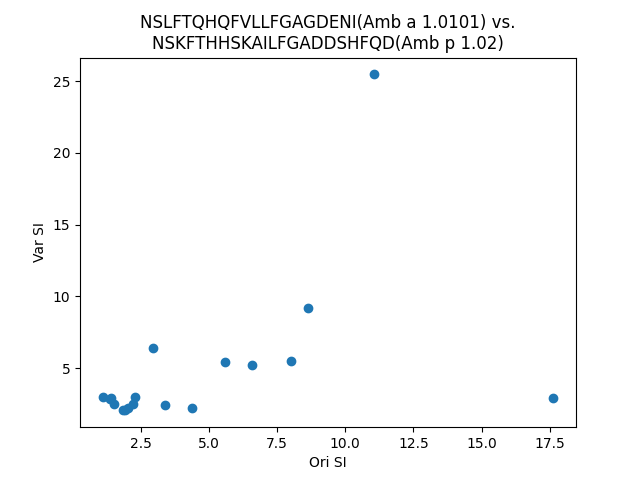 NSLFTQHQFVLLFGAGDENI(Amb a 1.0101) vs.
NSKFTHHSKAILFGADDSHFQD(Amb p 1.02)
25
20
15
10
5
Var SI
2.5 5.0 7.5 10.0 12.5 15.0 17.5
Ori SI